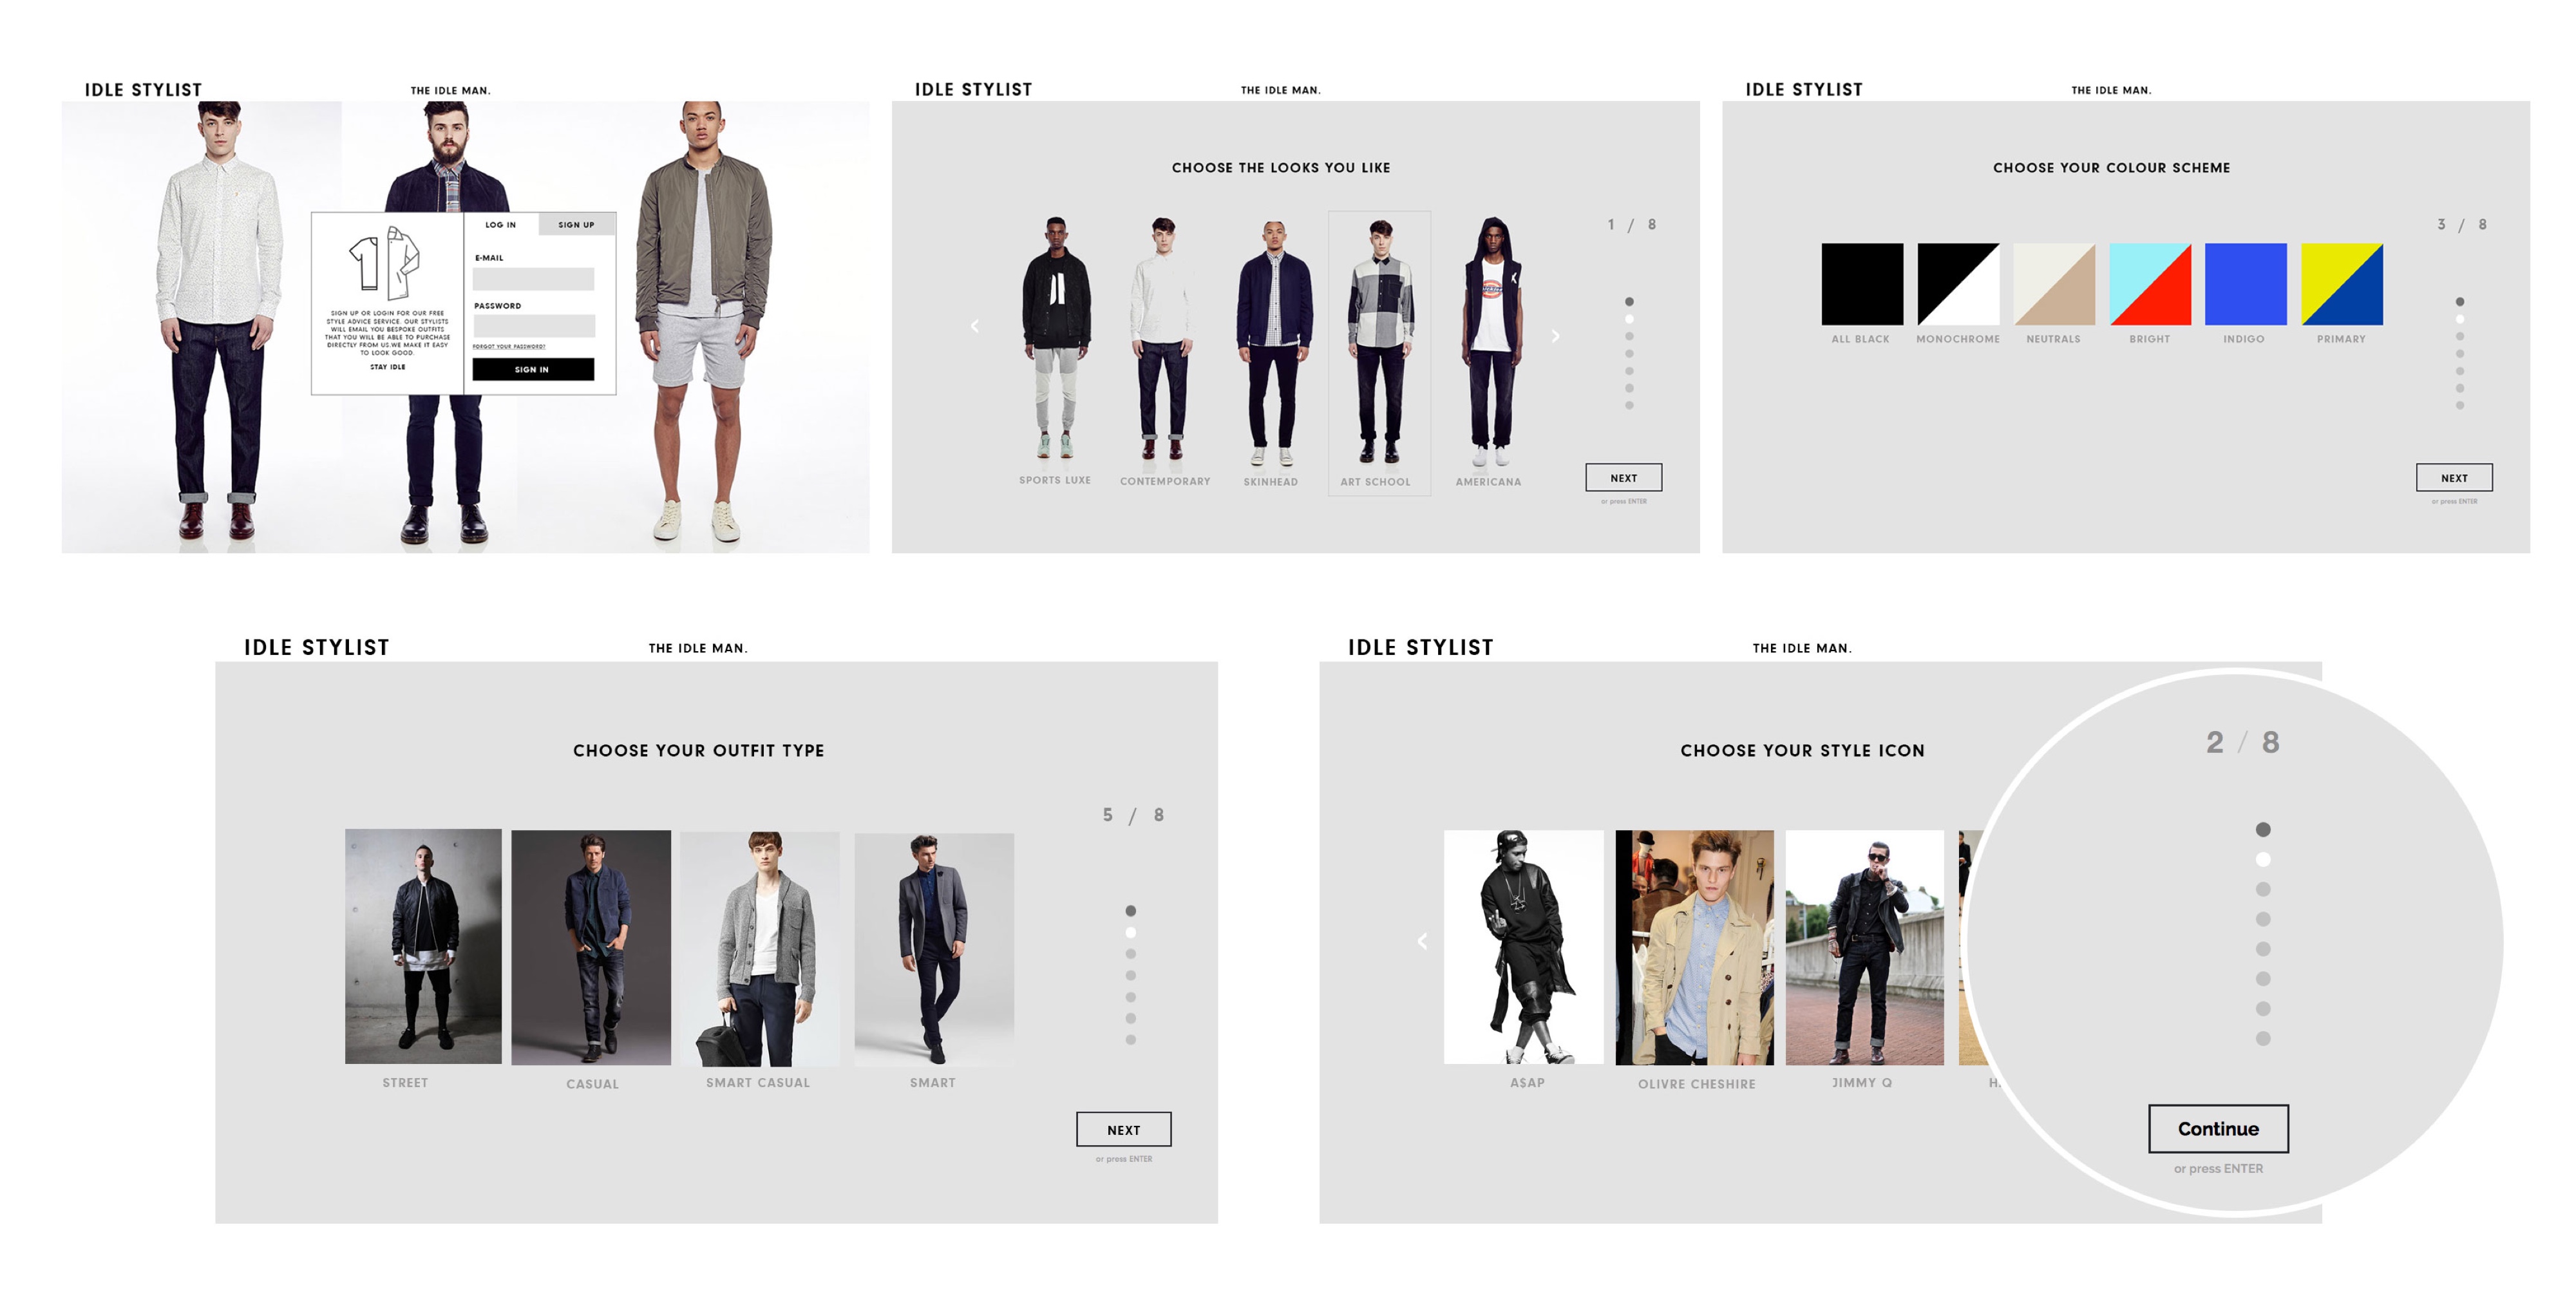 IDLE STYLIST
THE IDLE MAN.
LOG IN
SIGN UP
E-MAIL
PASSWORD
FORGOT YOUR PASSWORD?
SIGN IN
SIGN UP OR LOGIN FOR OUR FREE
STYLE ADVICE SERVICE. OUR STYLISTS
WILL EMAIL YOU BESPOKE OUTFITS
THAT YOU WILL BE ABLE TO PURCHASE
DIRECTLY FROM US.WE MAKE IT EASY
TO LOOK GOOD.
STAY IDLE
IDLE STYLIST
THE IDLE MAN.
CHOOSE THE LOOKS YOU LIKE
1 / 8
SPORTS LUXE
CONTEMPORARY
SKINHEAD
ART SCHOOL
AMERICANA
NEXT
or press ENTER
IDLE STYLIST
THE IDLE MAN.
CHOOSE YOUR COLOUR SCHEME
3 / 8
ALL BLACK
MONOCHROME
NEUTRALS
BRIGHT
INDIGO
PRIMARY
NEXT
or press ENTER
IDLE STYLIST
THE IDLE MAN.
CHOOSE YOUR OUTFIT TYPE
5 / 8
STREET
CASUAL
SMART CASUAL
SMART
NEXT
or press ENTER
IDLE STYLIST
THE IDLE MAN.
CHOOSE YOUR STYLE ICON
2 / 8
A$AP
OLIVRE CHESHIRE
JIMMY Q
H
Continue
or press ENTER